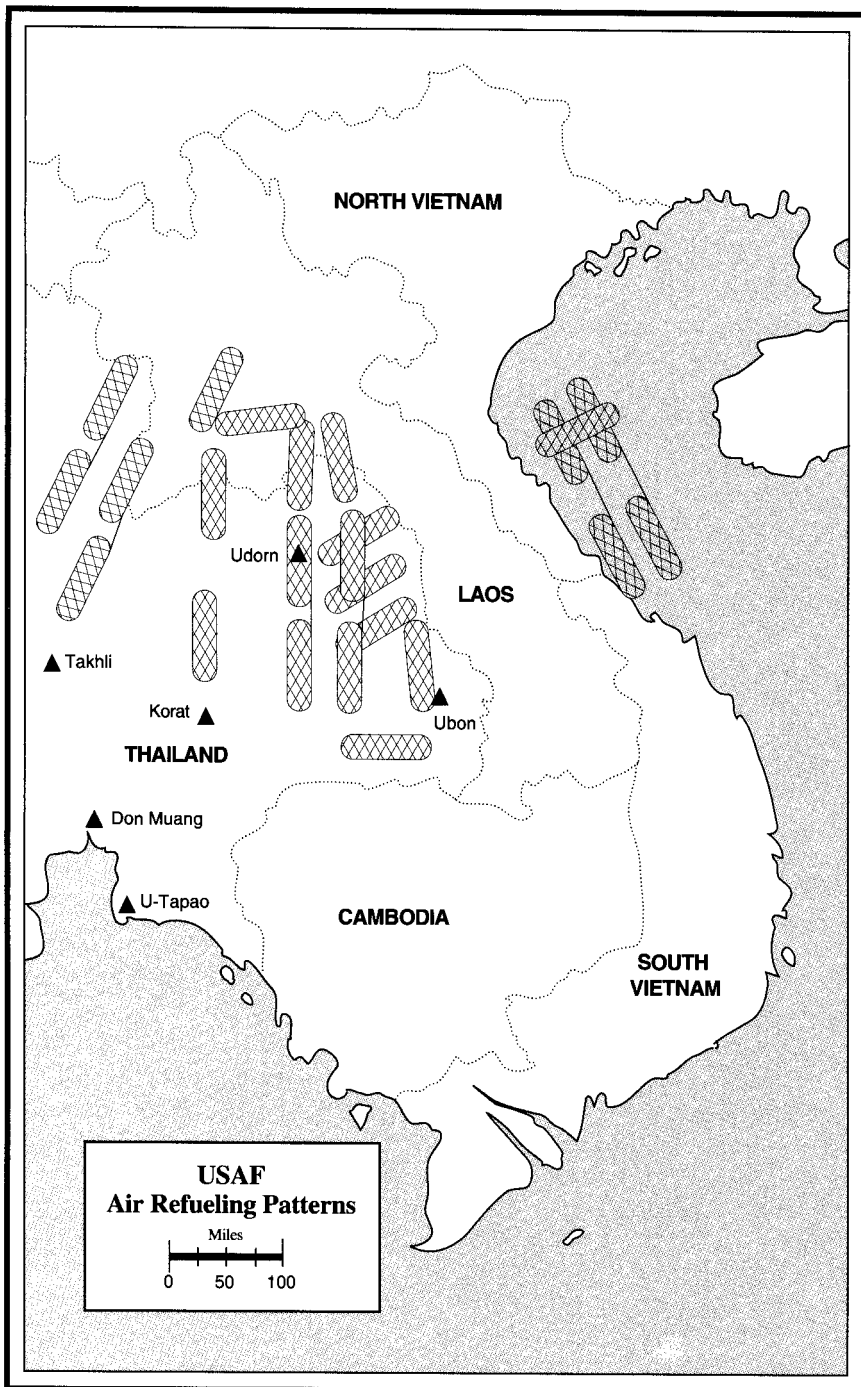 NORTH VIETNAM
Udorn
LAOS
Takhli
Korat
Ubon
THAILAND
Don Muang
U-Tapao
CAMBODIA
SOUTH
VIETNAM
USAF
Air Refueling Patterns
Miles
0 50 100